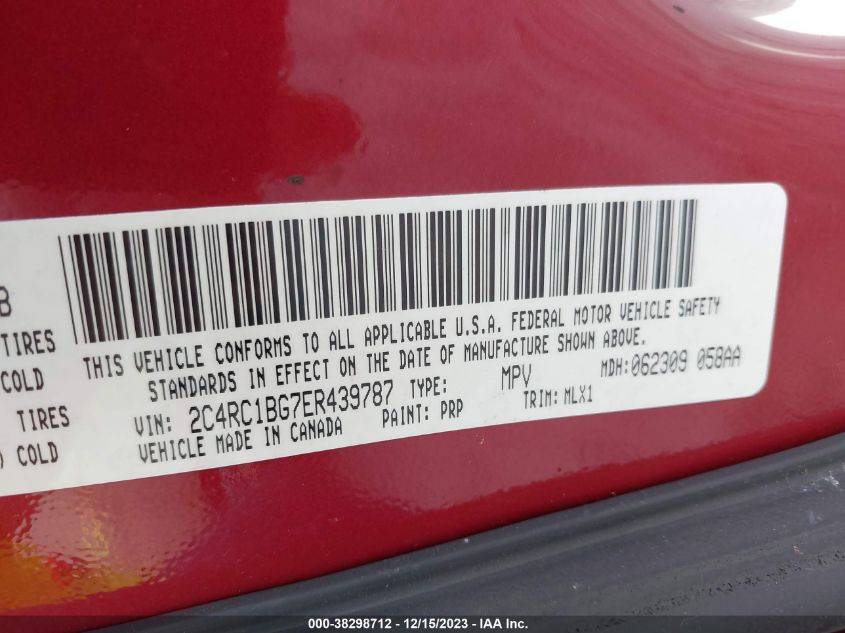 B
TIRES
COLD
TIRES
) COLD
THIS VEHICLE CONFORMS TO ALL APPLICABLE U.S.A. FEDERAL MOTOR VEHICLE SAFETY
STANDARDS IN EFFECT ON THE DATE OF MANUFACTURE SHOWN ABOVE.
VIN: 2C4RC1BG7ER439787 TYPE: MPV MDH:062309 058AA
VEHICLE MADE IN CANADA PAINT: PRP TRIM: MLX1
000-38298712 - 12/15/2023 - IAA Inc.